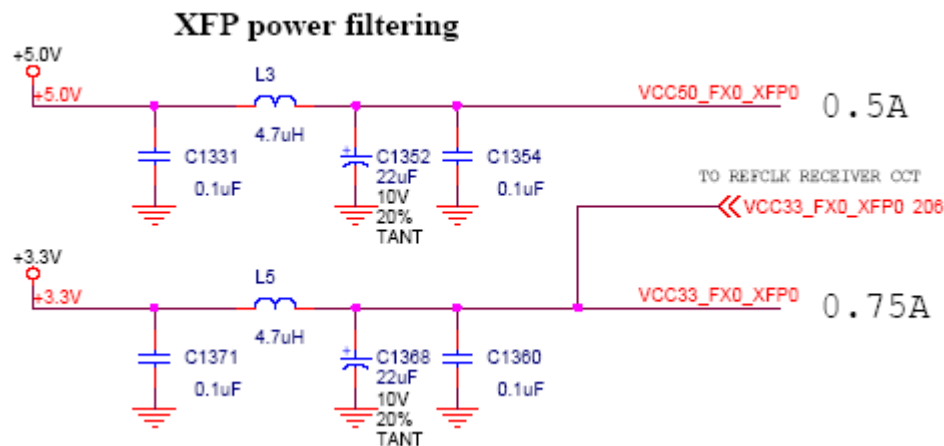 XFP power filtering
+5.0V
+5.0V
L3
4.7uH
VCC50_FX0_XFP0
0.5A
C1331
0.1uF
C1352
22uF
10V
20%
TANT
C1354
0.1uF
TO REFCLK RECEIVER CCT
VCC33_FX0_XFP0 206
+3.3V
+3.3V
L5
4.7uH
VCC33_FX0_XFP0
0.75A
C1371
0.1uF
C1368
22uF
10V
20%
TANT
C1360
0.1uF